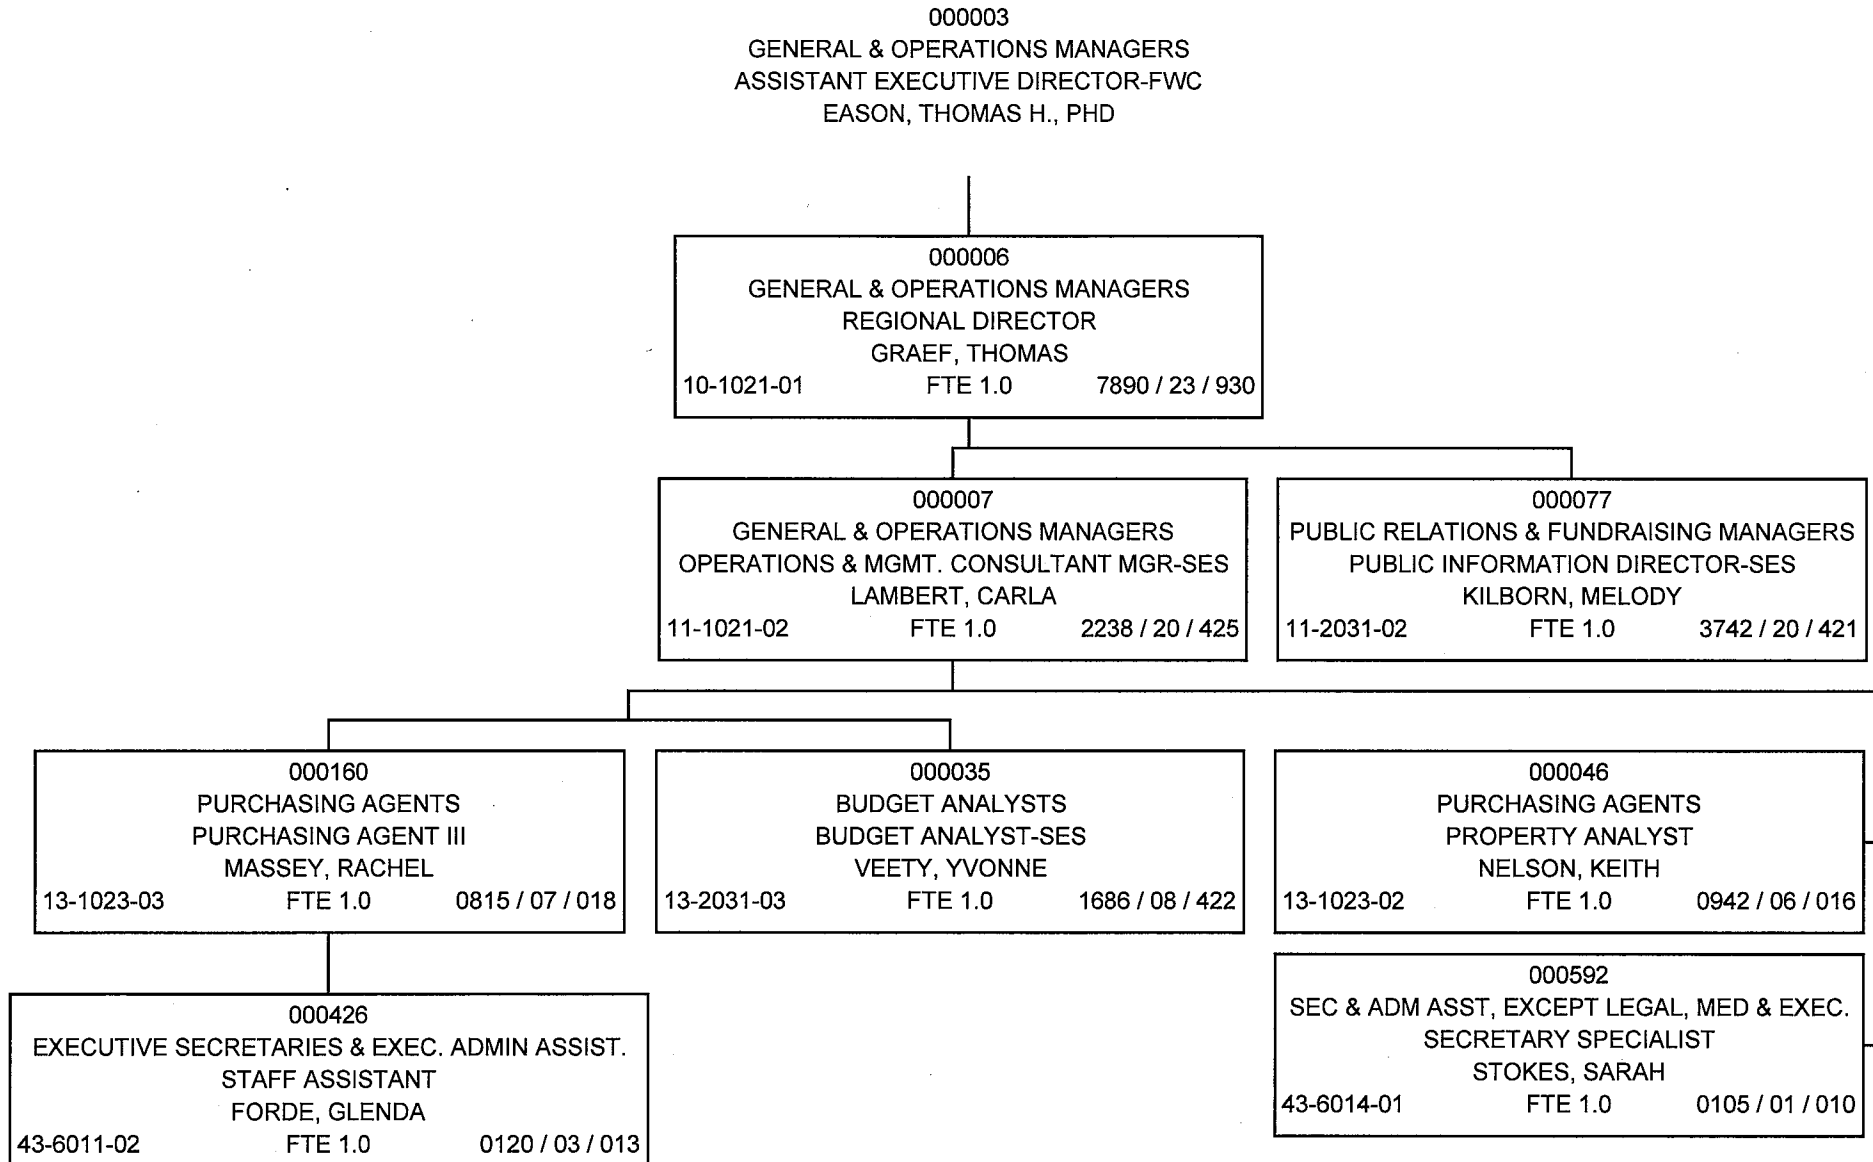 000003
GENERAL & OPERATIONS MANAGERS
ASSISTANT EXECUTIVE DIRECTOR-FWC
EASON, THOMAS H., PHD
000006
GENERAL & OPERATIONS MANAGERS
REGIONAL DIRECTOR
GRAEF, THOMAS
10-1021-01 FTE 1.0 7890 / 23 / 930
000007
GENERAL & OPERATIONS MANAGERS
OPERATIONS & MGMT. CONSULTANT MGR-SES
LAMBERT, CARLA
11-1021-02 FTE 1.0 2238 / 20 / 425
000077
PUBLIC RELATIONS & FUNDRAISING MANAGERS
PUBLIC INFORMATION DIRECTOR-SES
KILBORN, MELODY
11-2031-02 FTE 1.0 3742 / 20 / 421
000160
PURCHASING AGENTS
PURCHASING AGENT III
MASSEY, RACHEL
13-1023-03 FTE 1.0 0815 / 07 / 018
000035
BUDGET ANALYSTS
BUDGET ANALYST-SES
VEETY, YVONNE
13-2031-03 FTE 1.0 1686 / 08 / 422
000046
PURCHASING AGENTS
PROPERTY ANALYST
NELSON, KEITH
13-1023-02 FTE 1.0 0942 / 06 / 016
000426
EXECUTIVE SECRETARIES & EXEC. ADMIN ASSIST.
STAFF ASSISTANT
FORDE, GLENDA
43-6011-02 FTE 1.0 0120 / 03 / 013
000592
SEC & ADM ASST, EXCEPT LEGAL, MED & EXEC.
SECRETARY SPECIALIST
STOKES, SARAH
43-6014-01 FTE 1.0 0105 / 01 / 010